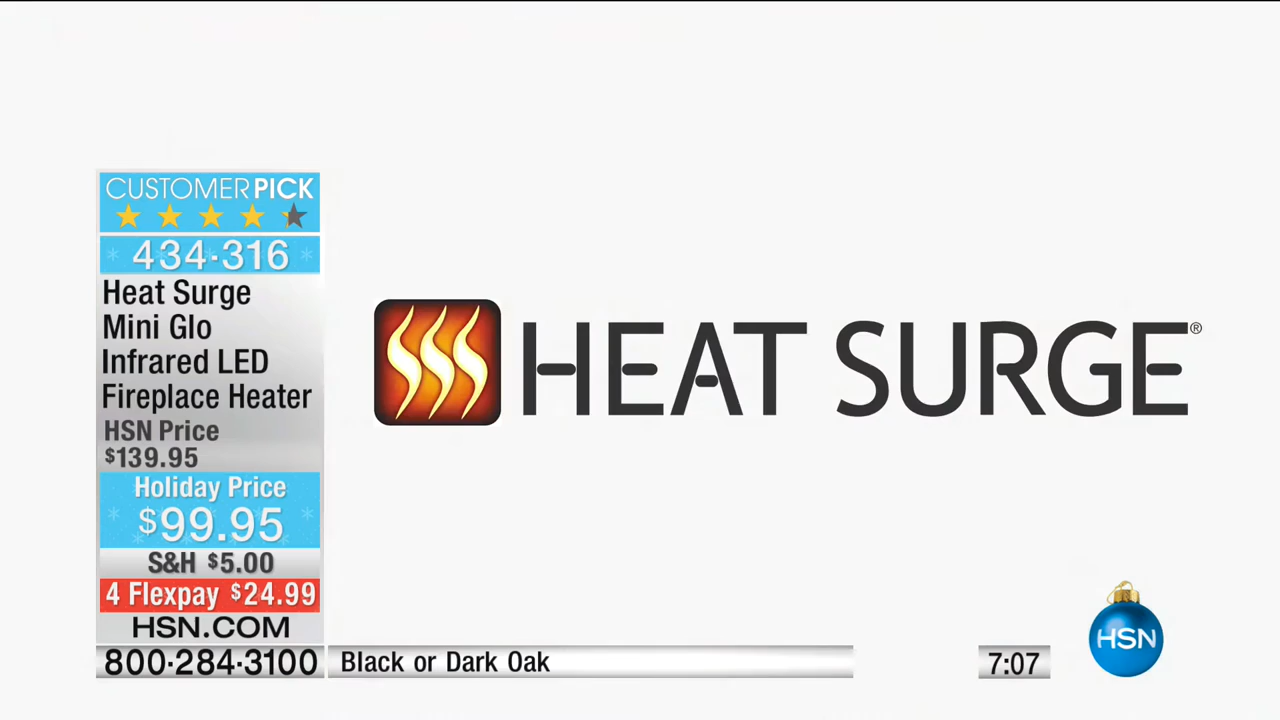 CUSTOMERPICK
434·316
Heat Surge
Mini Glo
Infrared LED
Fireplace Heater
HSN Price
$139.95
Holiday Price
$99.95
S&H $5.00
4 Flexpay $24.99
HSN.COM
800·284·3100
HEAT SURGE®
Black or Dark Oak
7:07
HSN